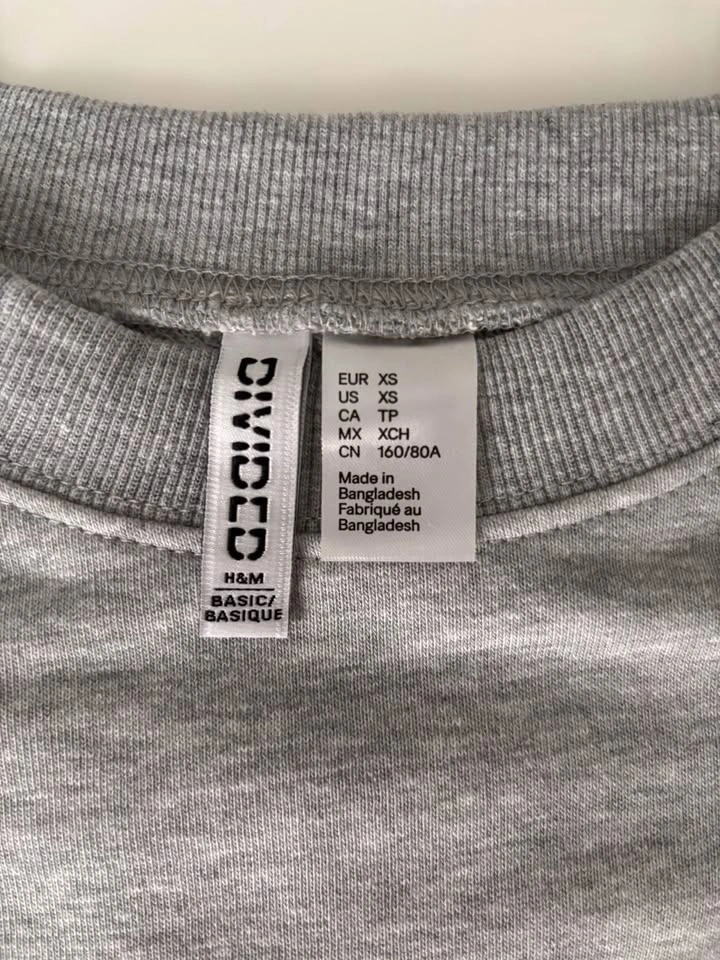 DIVIDED
H&M
BASIC/
BASIQUE
EUR XS
US XS
CA TP
MX XCH
CN 160/80A
Made in
Bangladesh
Fabriqué au
Bangladesh